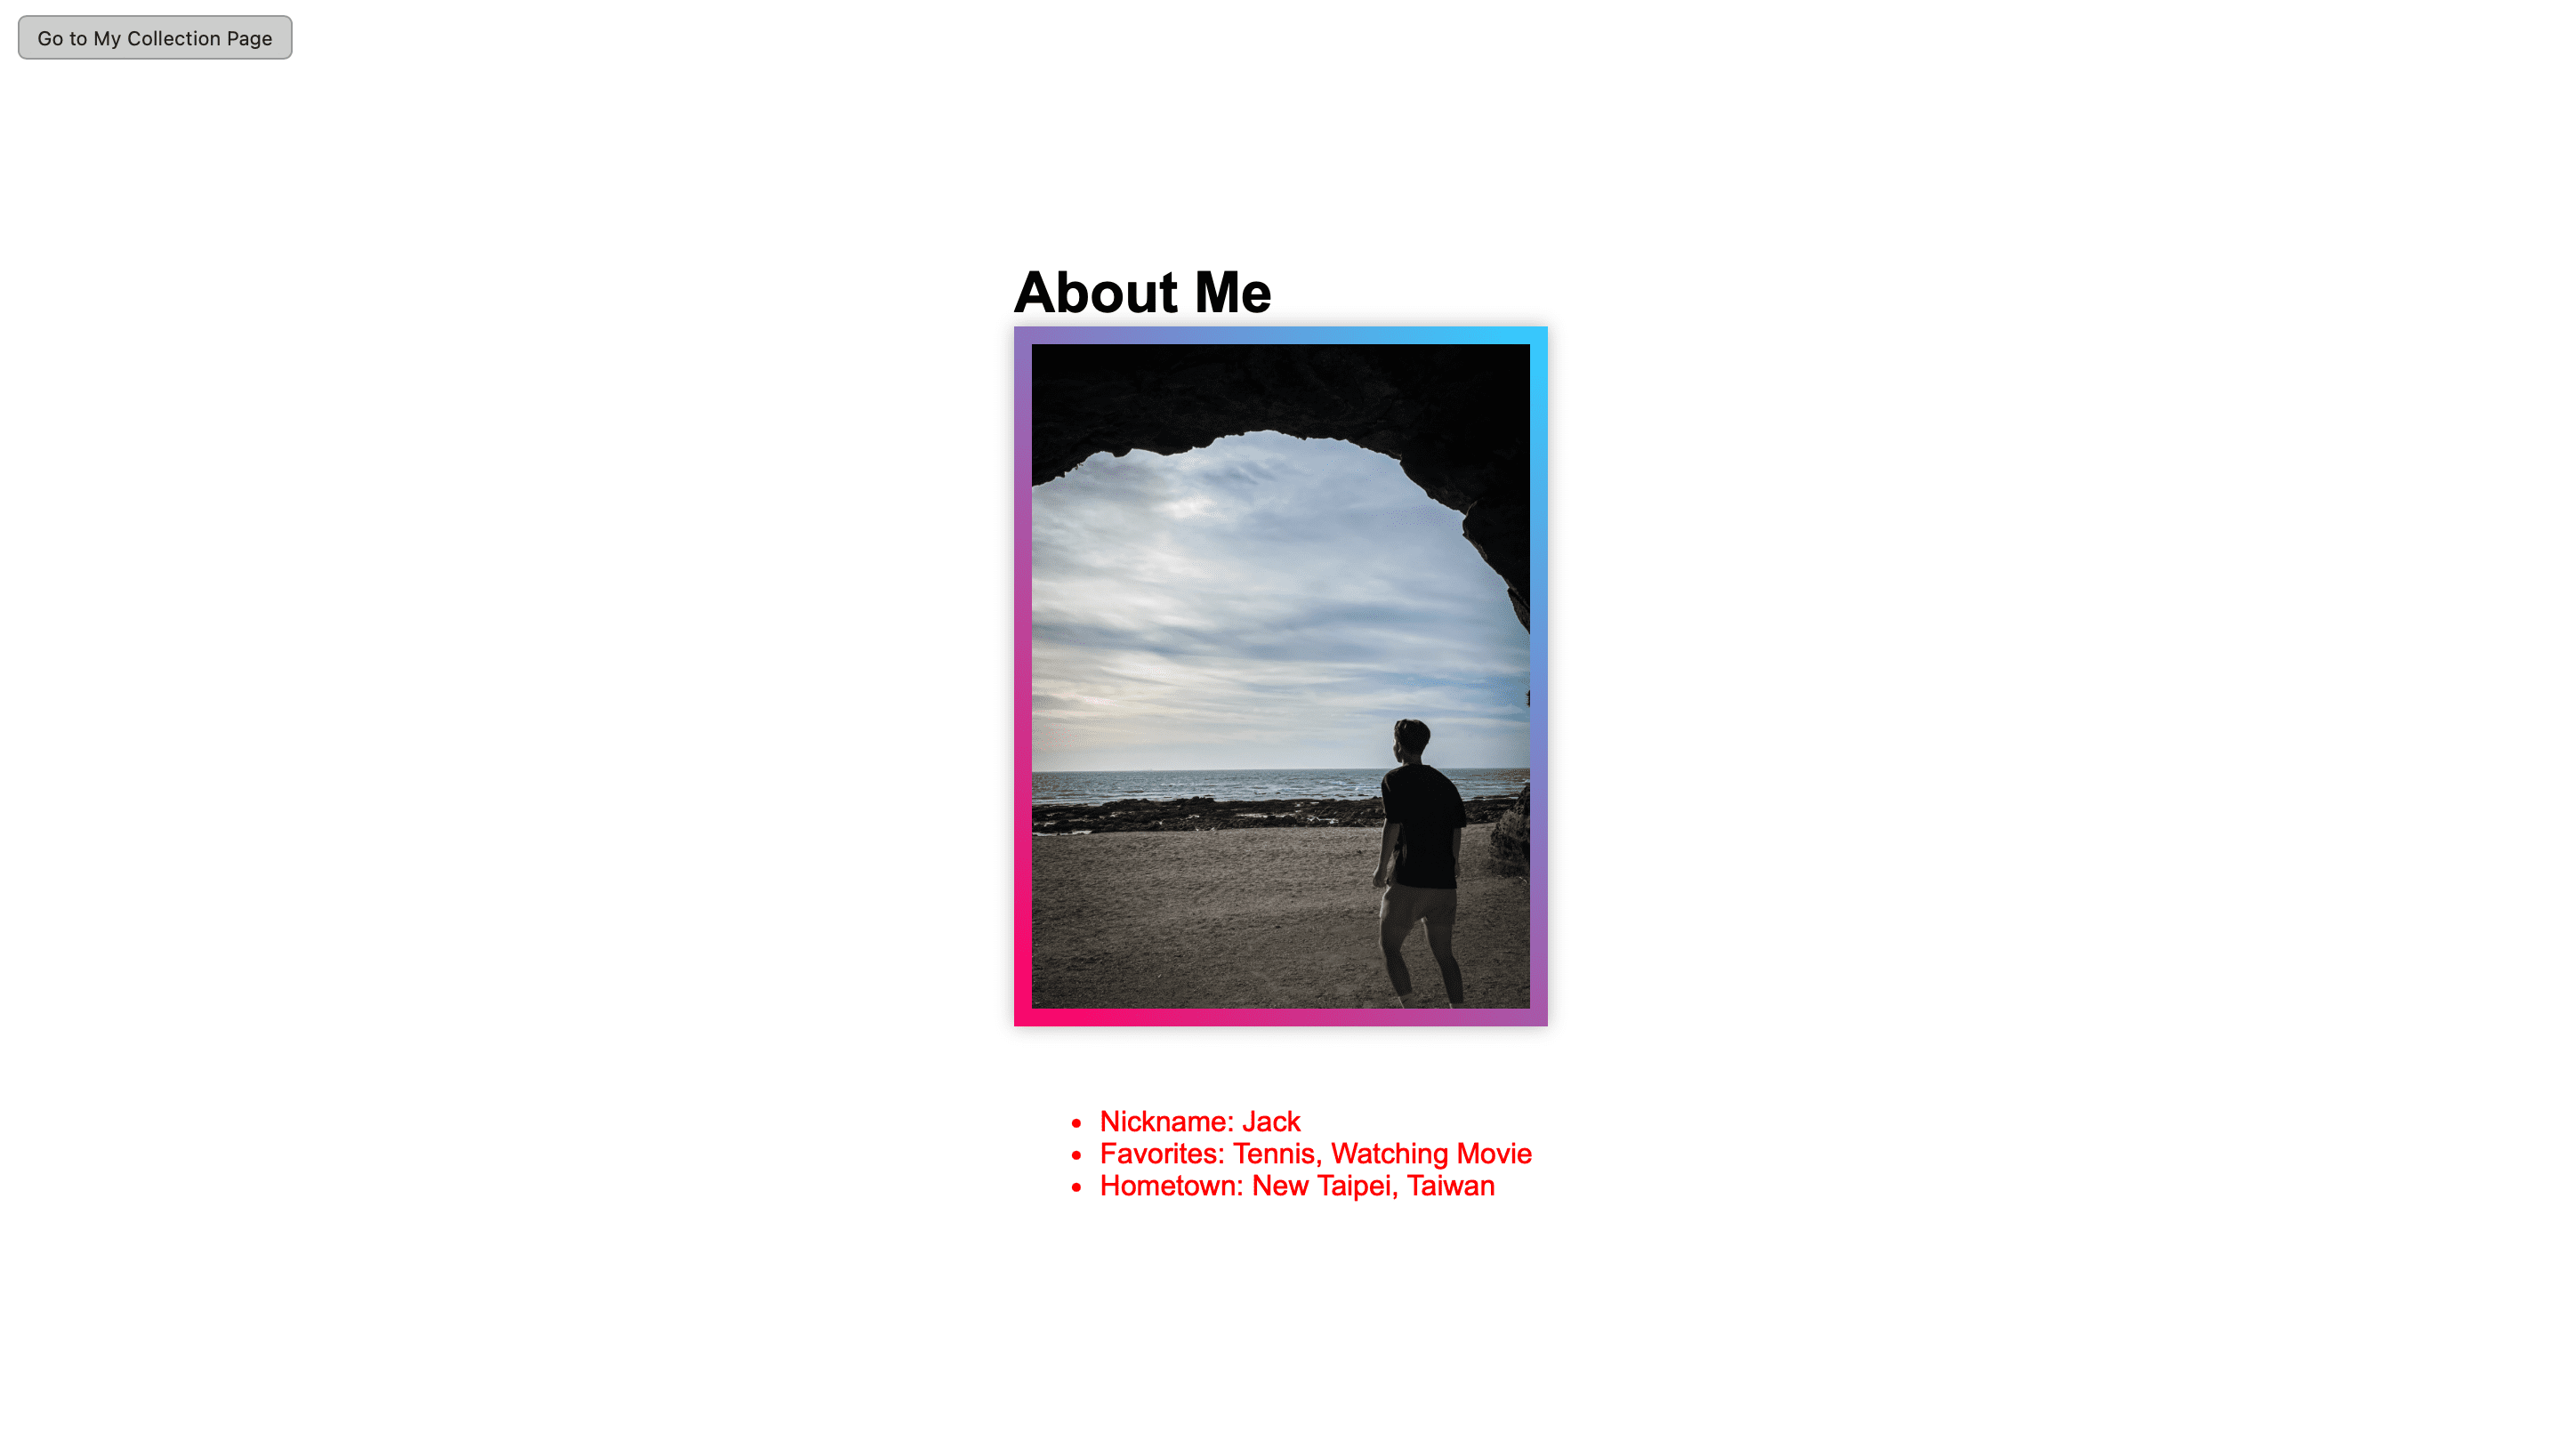 Go to My Collection Page
About Me
Nickname: Jack
Favorites: Tennis, Watching Movie
Hometown: New Taipei, Taiwan